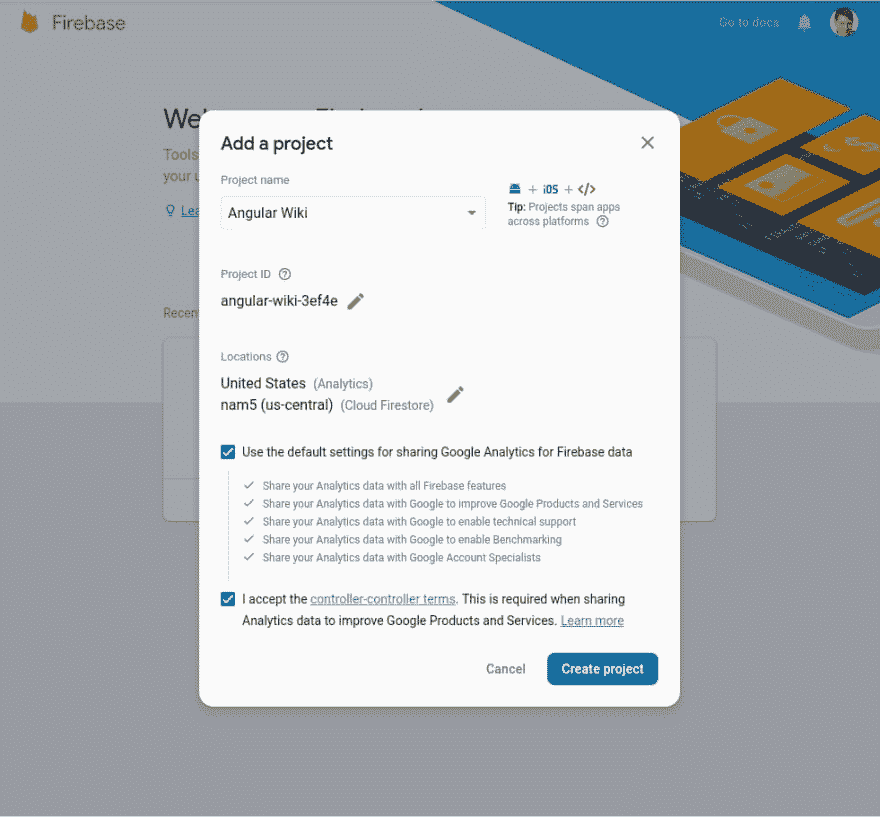 Firebase
Go to docs
We
Tools
your u
Lea
Recen
Add a project
Project name
Angular Wiki
+ iOS + </>
Tip: Projects span apps
across platforms
Project ID
angular-wiki-3ef4e
Locations
United States (Analytics)
nam5 (us-central) (Cloud Firestore)
Use the default settings for sharing Google Analytics for Firebase data
Share your Analytics data with all Firebase features
Share your Analytics data with Google to improve Google Products and Services
Share your Analytics data with Google to enable technical support
Share your Analytics data with Google to enable Benchmarking
Share your Analytics data with Google Account Specialists
I accept the controller-controller terms. This is required when sharing
Analytics data to improve Google Products and Services. Learn more
Cancel
Create project